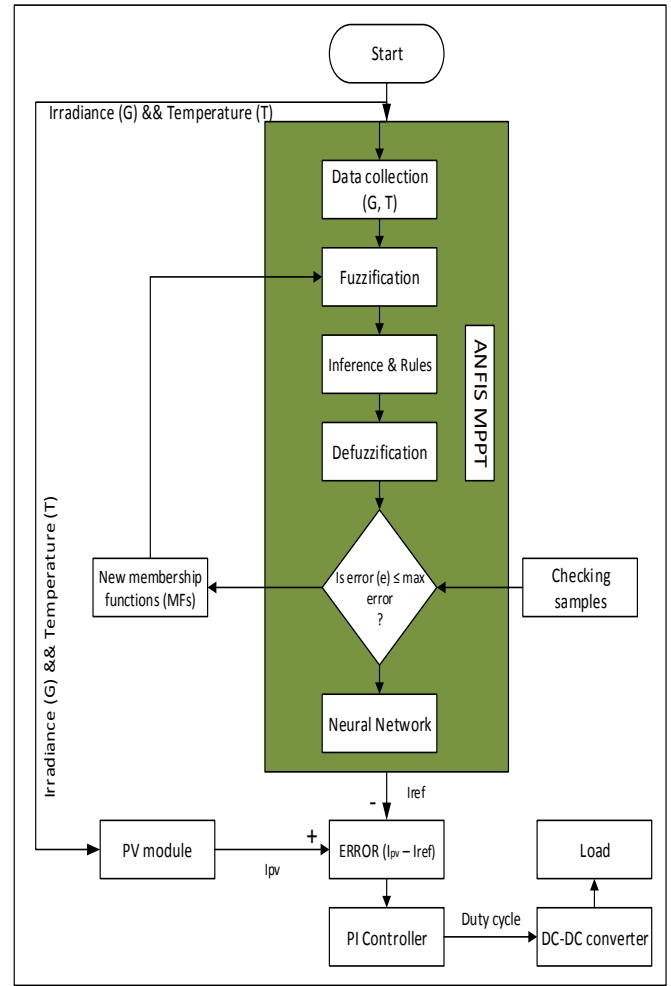 Start
Irradiance (G) && Temperature (T)
Data collection
(G, T)
Fuzzification
Inference & Rules
ANFIS MPPT
Defuzzification
Irradiance (G) && Temperature (T)
New membership
functions (MFs)
Is error (e) ≤ max
error
?
Checking
samples
Neural Network
Iref
-
+
PV module
Ipv
ERROR (Ipv – Iref)
Load
PI Controller
Duty cycle
DC-DC converter